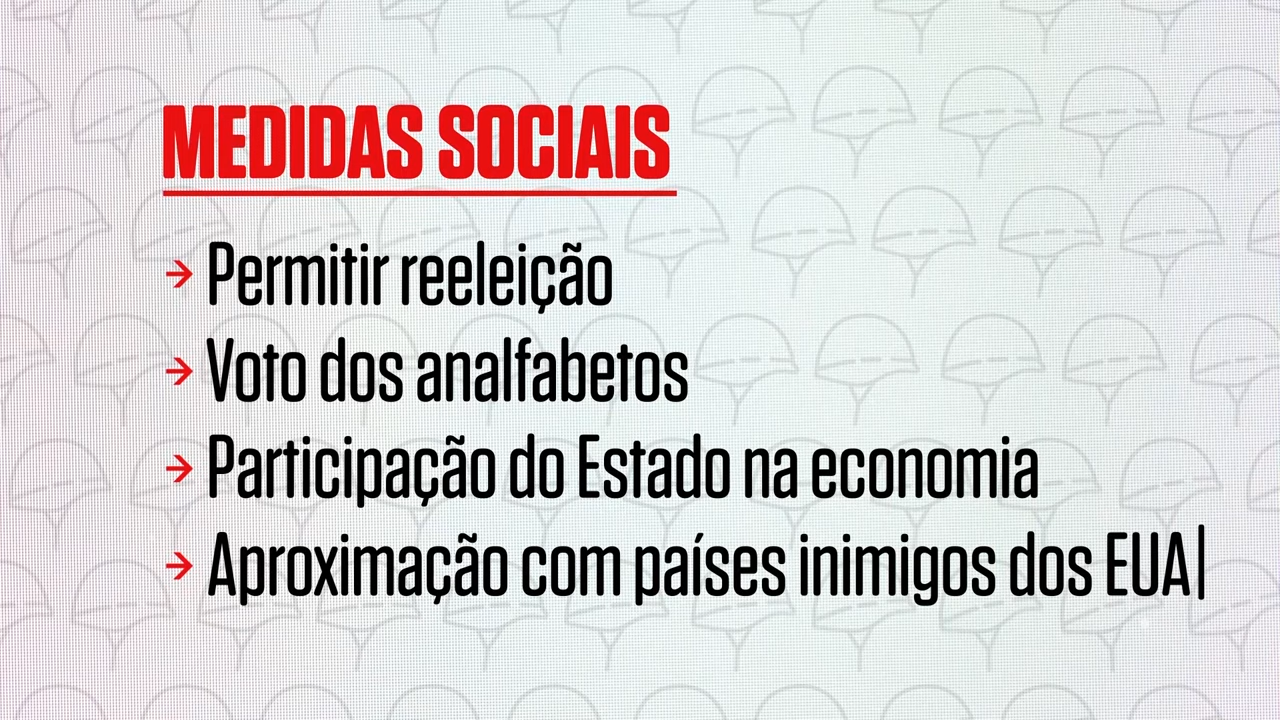 MEDIDAS SOCIAIS
→ Permitir reeleição
→ Voto dos analfabetos
→ Participação do Estado na economia
→ Aproximação com países inimigos dos EUA|